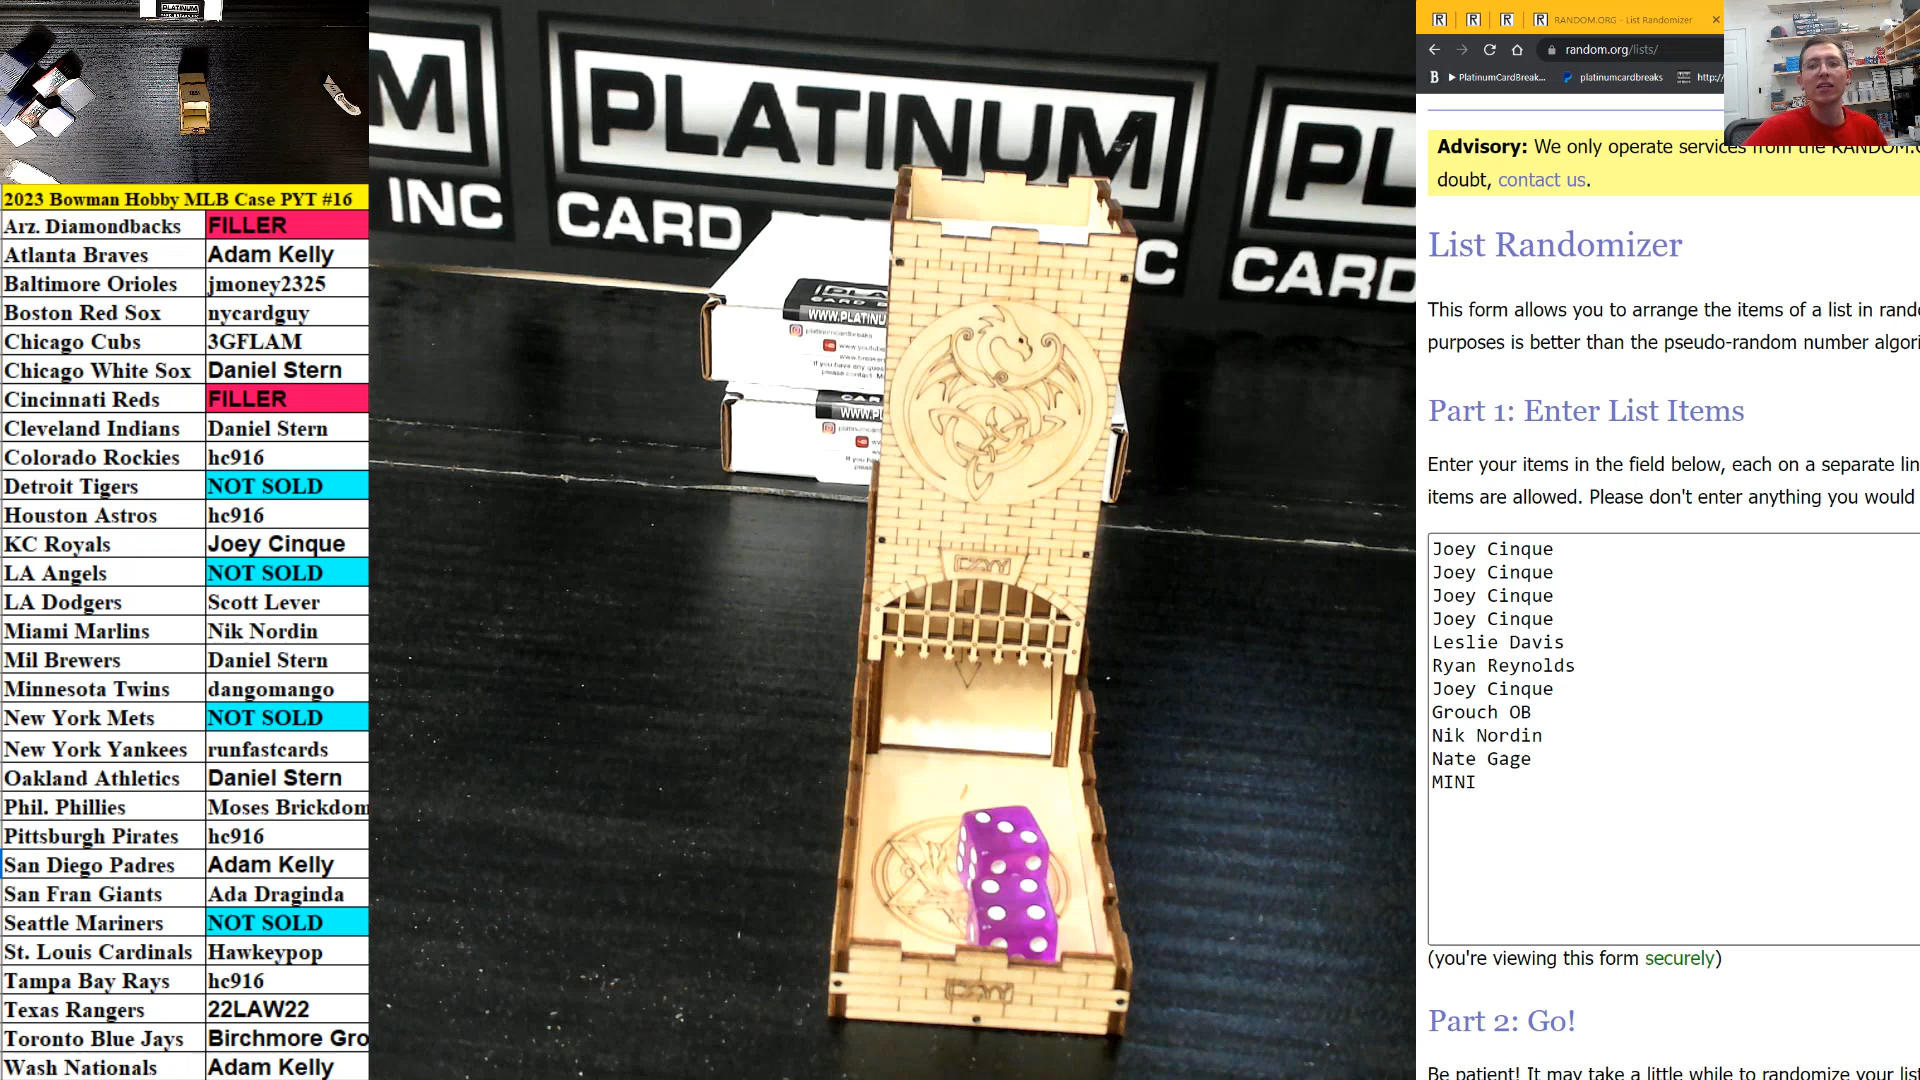 2023 Bowman Hobby MLB Case PYT #16
Arz. Diamondbacks FILLER
Atlanta Braves Adam Kelly
Baltimore Orioles jmoney2325
Boston Red Sox nycardguy
Chicago Cubs 3GFLAM
Chicago White Sox Daniel Stern
Cincinnati Reds FILLER
Cleveland Indians Daniel Stern
Colorado Rockies hc916
Detroit Tigers NOT SOLD
Houston Astros hc916
KC Royals Joey Cinque
LA Angels NOT SOLD
LA Dodgers Scott Lever
Miami Marlins Nik Nordin
Mil Brewers Daniel Stern
Minnesota Twins dangomango
New York Mets NOT SOLD
New York Yankees runfastcards
Oakland Athletics Daniel Stern
Phil. Phillies Moses Brickdom
Pittsburgh Pirates hc916
San Diego Padres Adam Kelly
San Fran Giants Ada Draginda
Seattle Mariners NOT SOLD
St. Louis Cardinals Hawkeypop
Tampa Bay Rays hc916
Texas Rangers 22LAW22
Toronto Blue Jays Birchmore Gro
Wash Nationals Adam Kelly
PLATINUM
M PLATINUM PL
INC CARD C CARD
WWW.PLATINU
platinumcardbreaks
RANDOM.ORG - List Randomizer
random.org/lists/
PlatinumCardBreak... platinumcardbreaks http:/
Advisory: We only operate services from the RANDOM.
doubt, contact us.
List Randomizer
This form allows you to arrange the items of a list in rand
purposes is better than the pseudo-random number algori
Part 1: Enter List Items
Enter your items in the field below, each on a separate lin
items are allowed. Please don't enter anything you would
Joey Cinque
Joey Cinque
Joey Cinque
Joey Cinque
Leslie Davis
Ryan Reynolds
Joey Cinque
Grouch OB
Nik Nordin
Nate Gage
MINI
(you're viewing this form securely)
Part 2: Go!
Be patient! It may take a little while to randomize your list